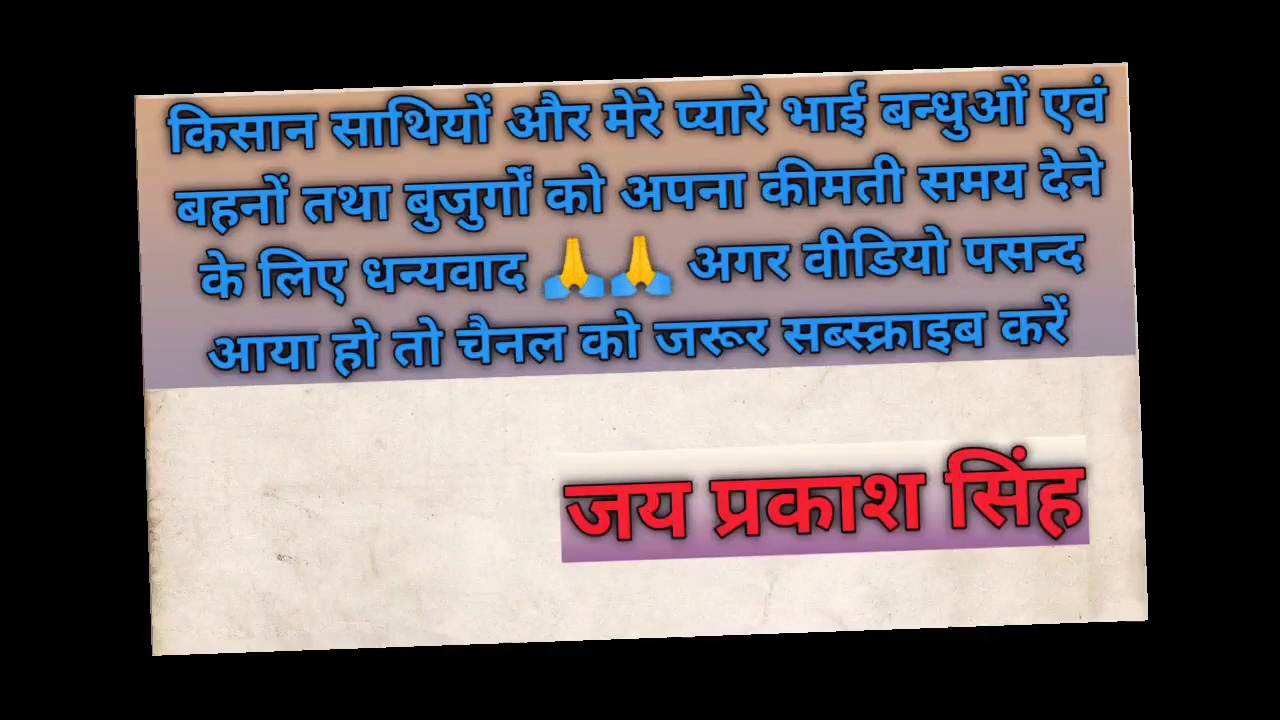 किसान साथियों और मेरे प्यारे भाई बन्धुओं एवं
बहनों तथा बुजुर्गों को अपना कीमती समय देने
के लिए धन्यवाद 🙏🙏 अगर वीडियो पसन्द
आया हो तो चैनल को जरूर सब्स्क्राइब करें
जय प्रकाश सिंह